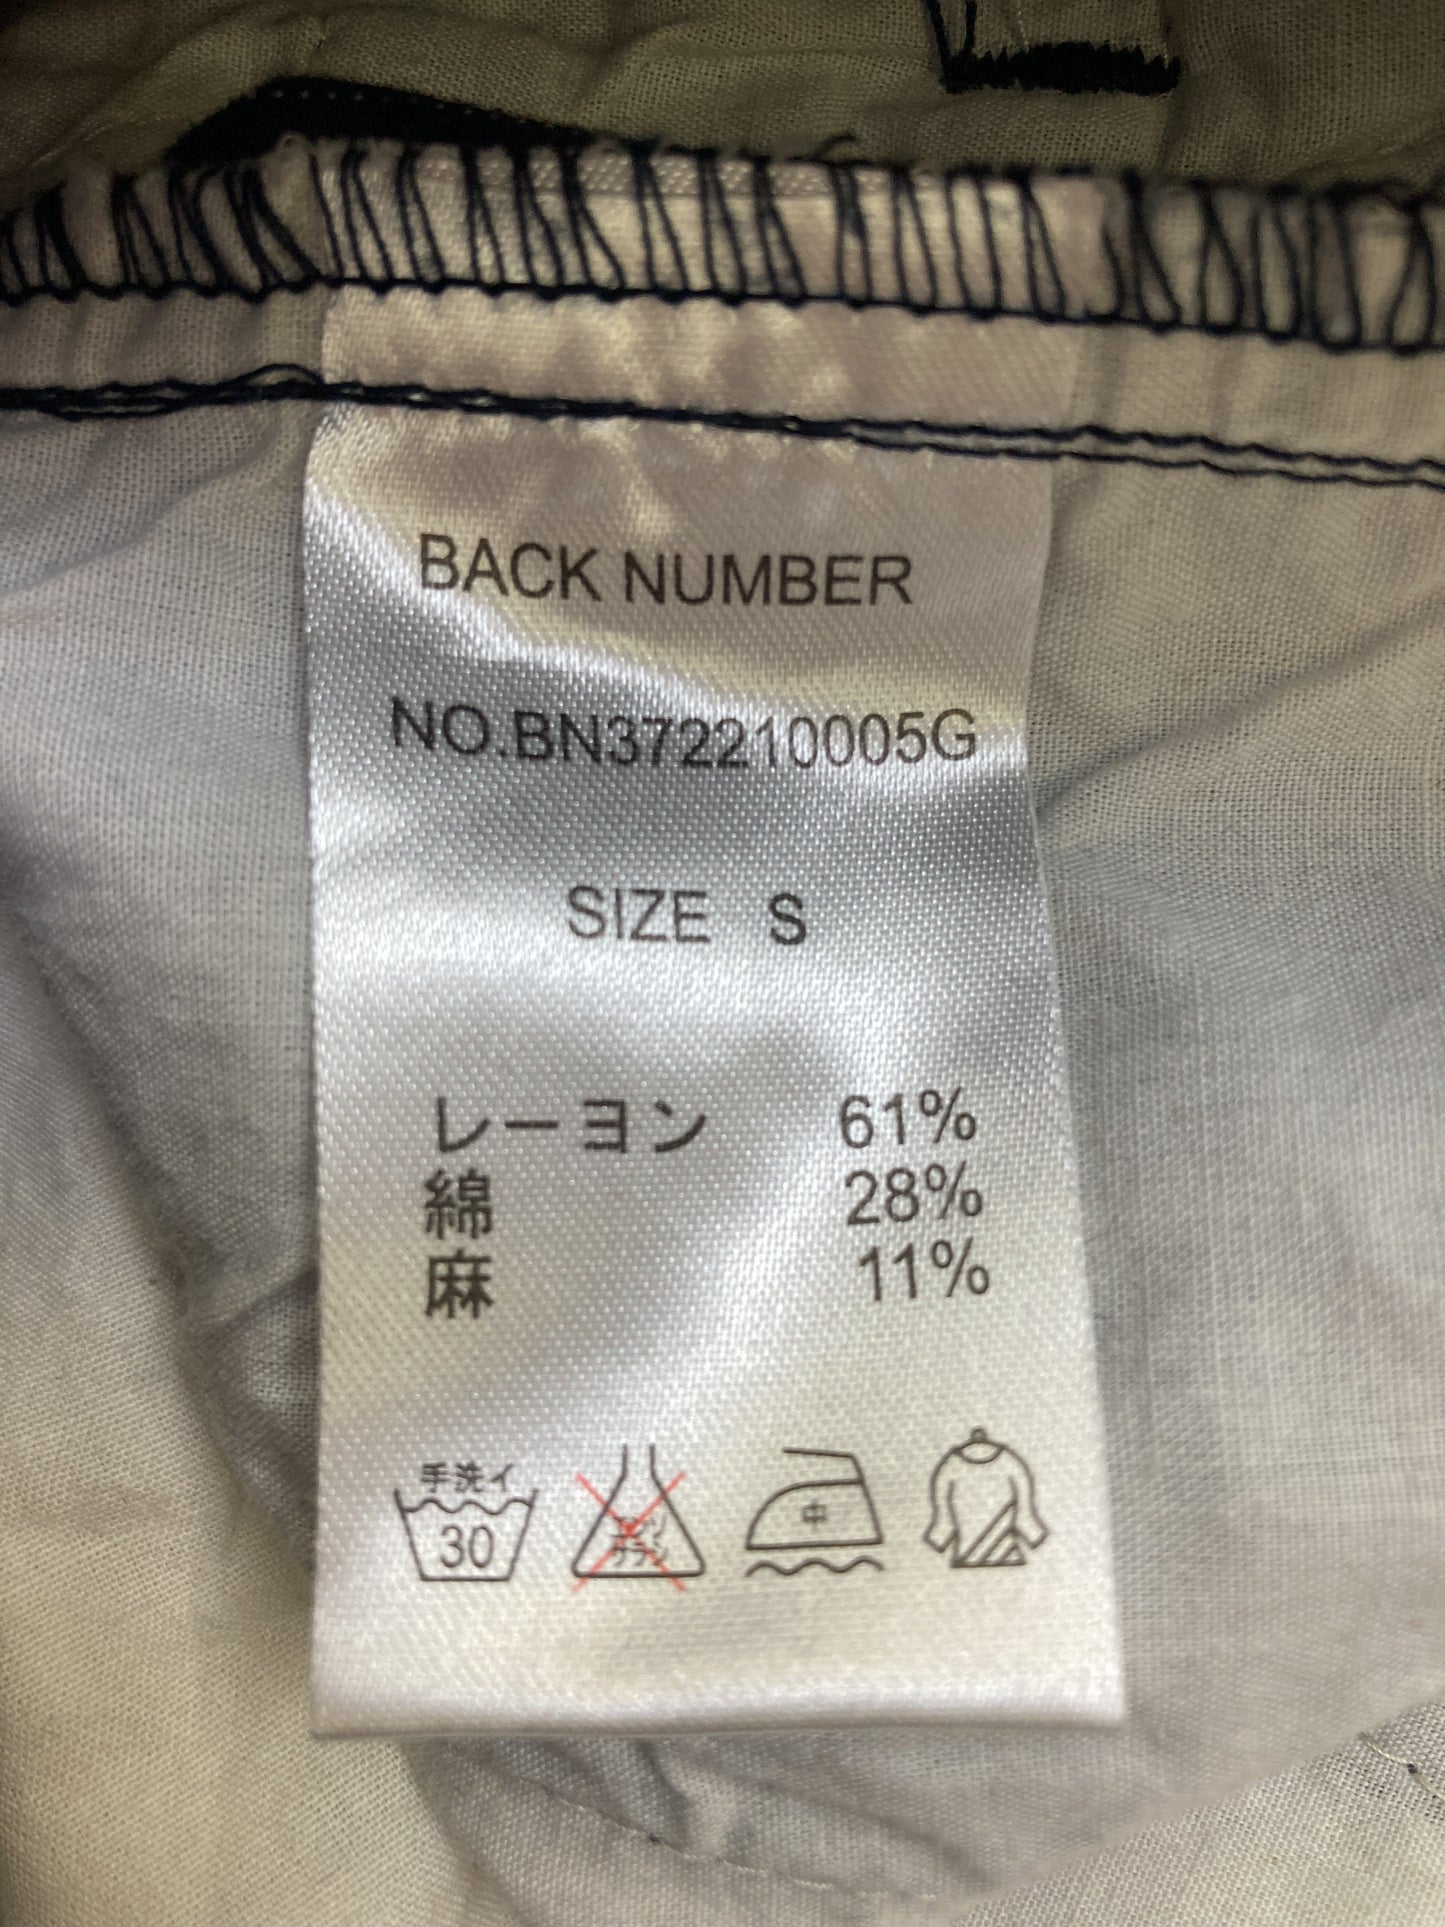 BACK NUMBER
NO.BN372210005G
SIZE S
レーヨン 61%
綿 28%
麻 11%
手洗イ
30
中